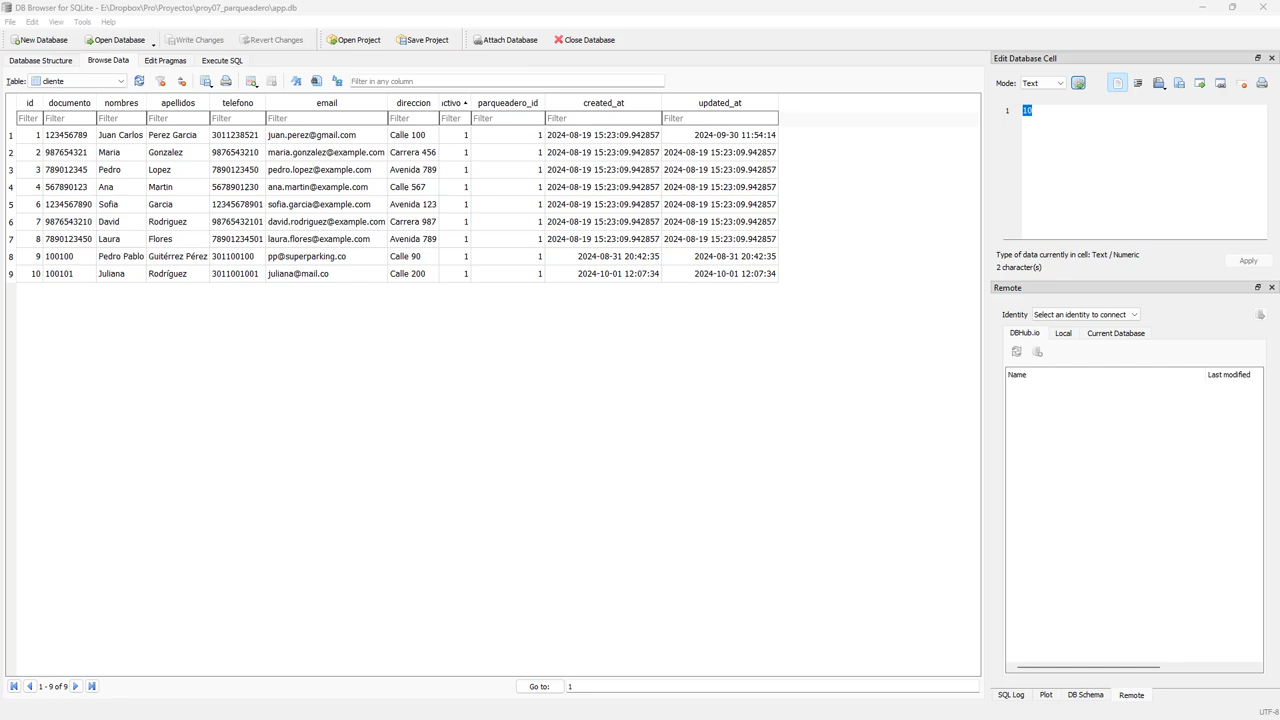 DB Browser for SQLite - E:\Dropbox\Pro\Proyectos\proy07_parqueadero\app.db
File Edit View Tools Help
New Database Open Database Write Changes Revert Changes Open Project Save Project Attach Database Close Database
Database Structure Browse Data Edit Pragmas Execute SQL
Table: cliente Filter in any column
id documento nombres apellidos telefono email direccion ctivo parqueadero_id created_at updated_at
Filter Filter Filter Filter Filter Filter Filter Filter Filter Filter Filter
1 1 123456789 Juan Carlos Perez Garcia 3011238521 juan.perez@gmail.com Calle 100 1 1 2024-08-19 15:23:09.942857 2024-09-30 11:54:14
2 2 987654321 Maria Gonzalez 9876543210 maria.gonzalez@example.com Carrera 456 1 1 2024-08-19 15:23:09.942857 2024-08-19 15:23:09.942857
3 3 789012345 Pedro Lopez 7890123450 pedro.lopez@example.com Avenida 789 1 1 2024-08-19 15:23:09.942857 2024-08-19 15:23:09.942857
4 4 567890123 Ana Martin 5678901230 ana.martin@example.com Calle 567 1 1 2024-08-19 15:23:09.942857 2024-08-19 15:23:09.942857
5 6 1234567890 Sofia Garcia 12345678901 sofia.garcia@example.com Avenida 123 1 1 2024-08-19 15:23:09.942857 2024-08-19 15:23:09.942857
6 7 9876543210 David Rodriguez 98765432101 david.rodriguez@example.com Carrera 987 1 1 2024-08-19 15:23:09.942857 2024-08-19 15:23:09.942857
7 8 7890123450 Laura Flores 78901234501 laura.flores@example.com Avenida 789 1 1 2024-08-19 15:23:09.942857 2024-08-19 15:23:09.942857
8 9 100100 Pedro Pablo Guitérrez Pérez 301100100 pp@superparking.co Calle 90 1 1 2024-08-31 20:42:35 2024-08-31 20:42:35
9 10 100101 Juliana Rodríguez 3011001001 juliana@mail.co Calle 200 1 1 2024-10-01 12:07:34 2024-10-01 12:07:34
1 - 9 of 9 Go to: 1
Edit Database Cell
Mode: Text
1 10
Type of data currently in cell: Text / Numeric
2 character(s) Apply
Remote
Identity Select an identity to connect
DBHub.io Local Current Database
Name Last modified
SQL Log Plot DB Schema Remote
UTF-8